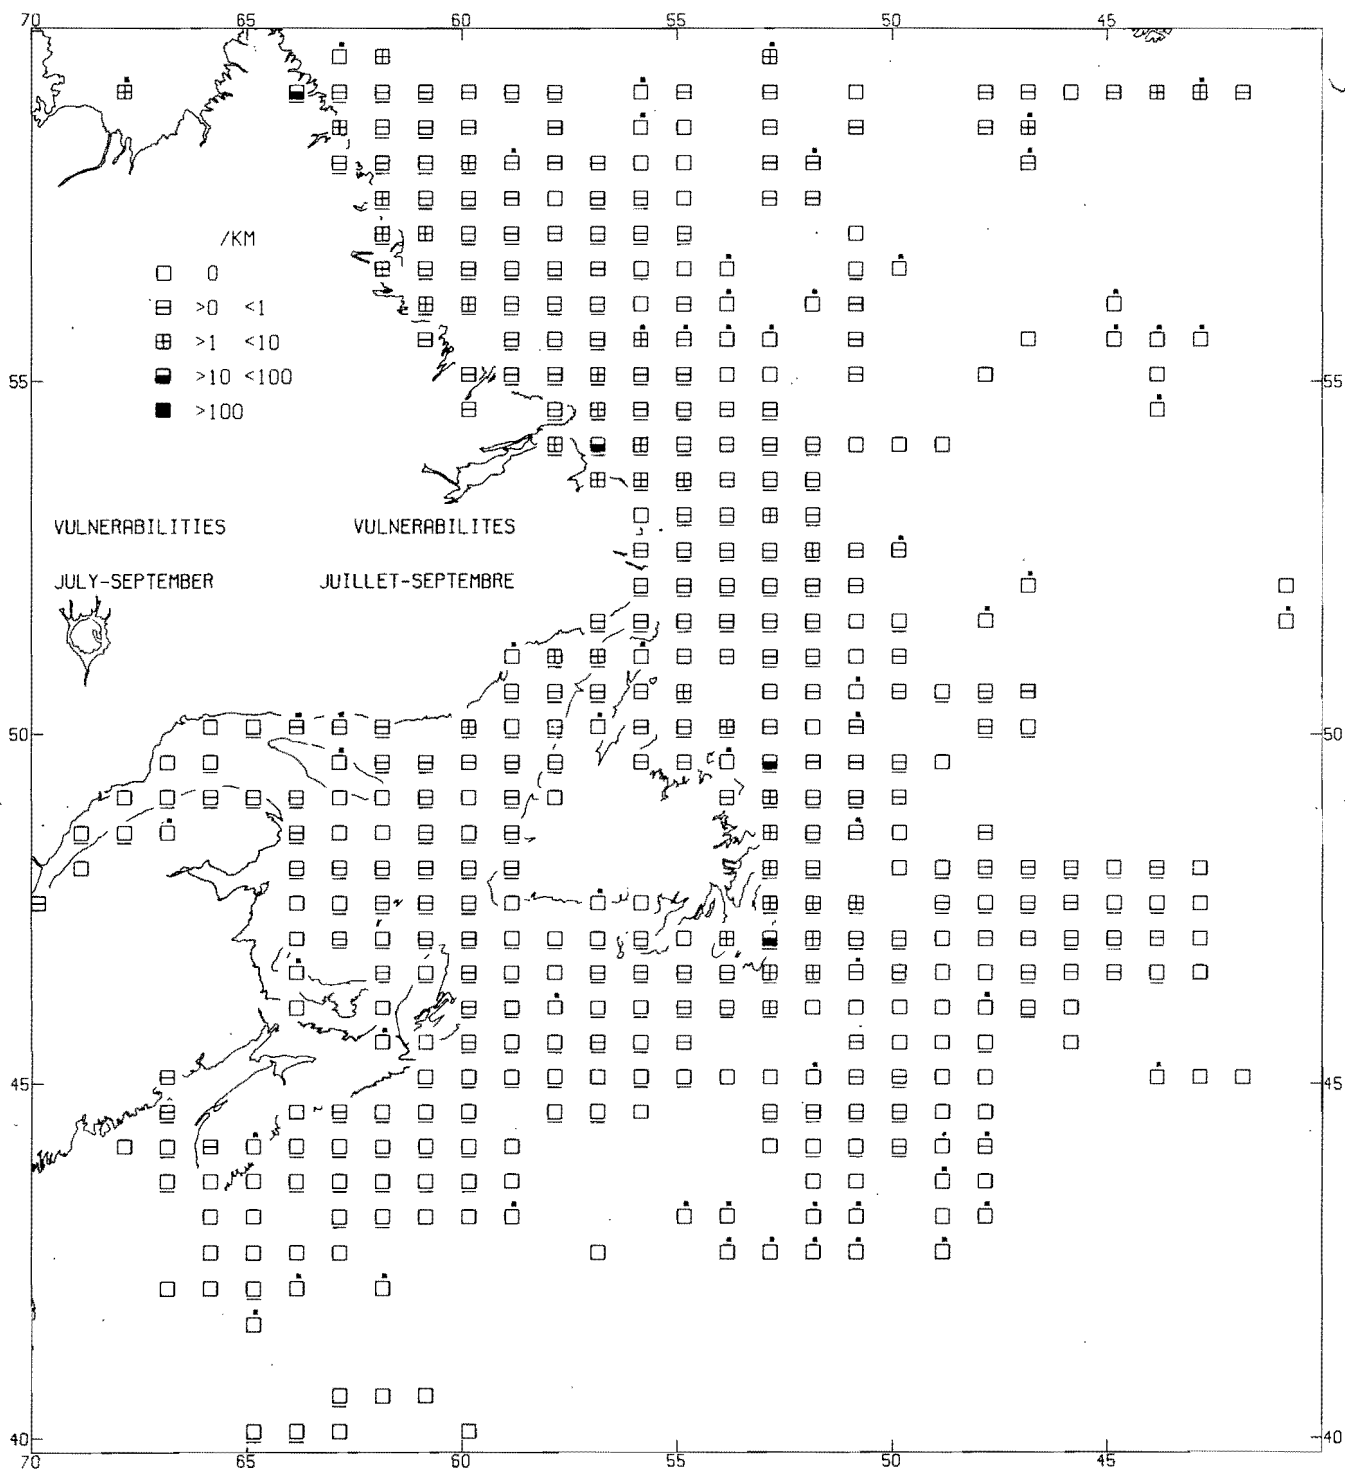 70 65 60 55 50 45
/KM
0
>0 <1
>1 <10
>10 <100
>100
55 55
VULNERABILITIES VULNERABILITES
JULY-SEPTEMBER JUILLET-SEPTEMBRE
50 50
45 45
40 40
70 65 60 55 50 45